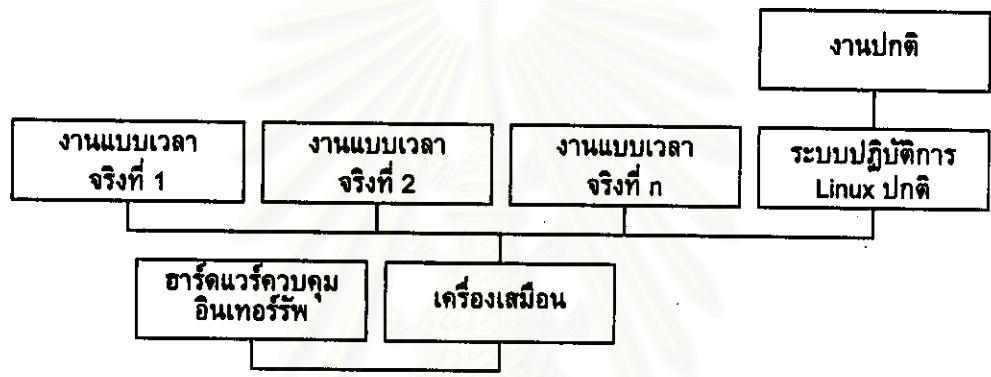 งานปกติ
งานแบบเวลา
จริงที่ 1
งานแบบเวลา
จริงที่ 2
งานแบบเวลา
จริงที่ n
ระบบปฏิบัติการ
Linux ปกติ
ฮาร์ดแวร์ควบคุม
อินเทอร์รัพ
เครื่องเสมือน